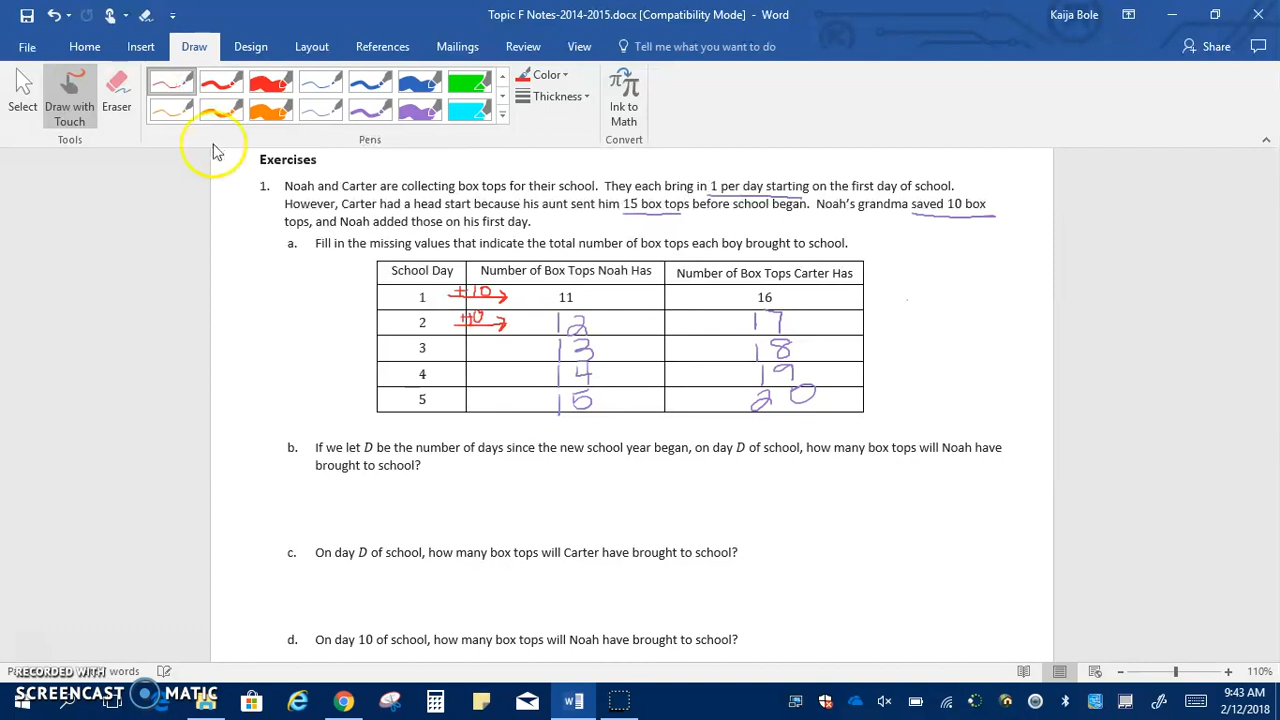 Topic F Notes-2014-2015.docx [Compatibility Mode] - Word
Kaija Bole
File Home Insert Draw Design Layout References Mailings Review View Tell me what you want to do Share
Select Draw with Touch Eraser
Color
Thickness
Ink to Math
Tools Pens Convert
Exercises
1. Noah and Carter are collecting box tops for their school. They each bring in 1 per day starting on the first day of school.
However, Carter had a head start because his aunt sent him 15 box tops before school began. Noah's grandma saved 10 box
tops, and Noah added those on his first day.
a. Fill in the missing values that indicate the total number of box tops each boy brought to school.
School Day Number of Box Tops Noah Has Number of Box Tops Carter Has
1 +10 11 16
2 +10 12 17
3 13 18
4 14 19
5 15 20
b. If we let D be the number of days since the new school year began, on day D of school, how many box tops will Noah have
brought to school?
c. On day D of school, how many box tops will Carter have brought to school?
d. On day 10 of school, how many box tops will Noah have brought to school?
words
110%
RECORDED WITH
SCREENCAST MATIC
9:43 AM
2/12/2018